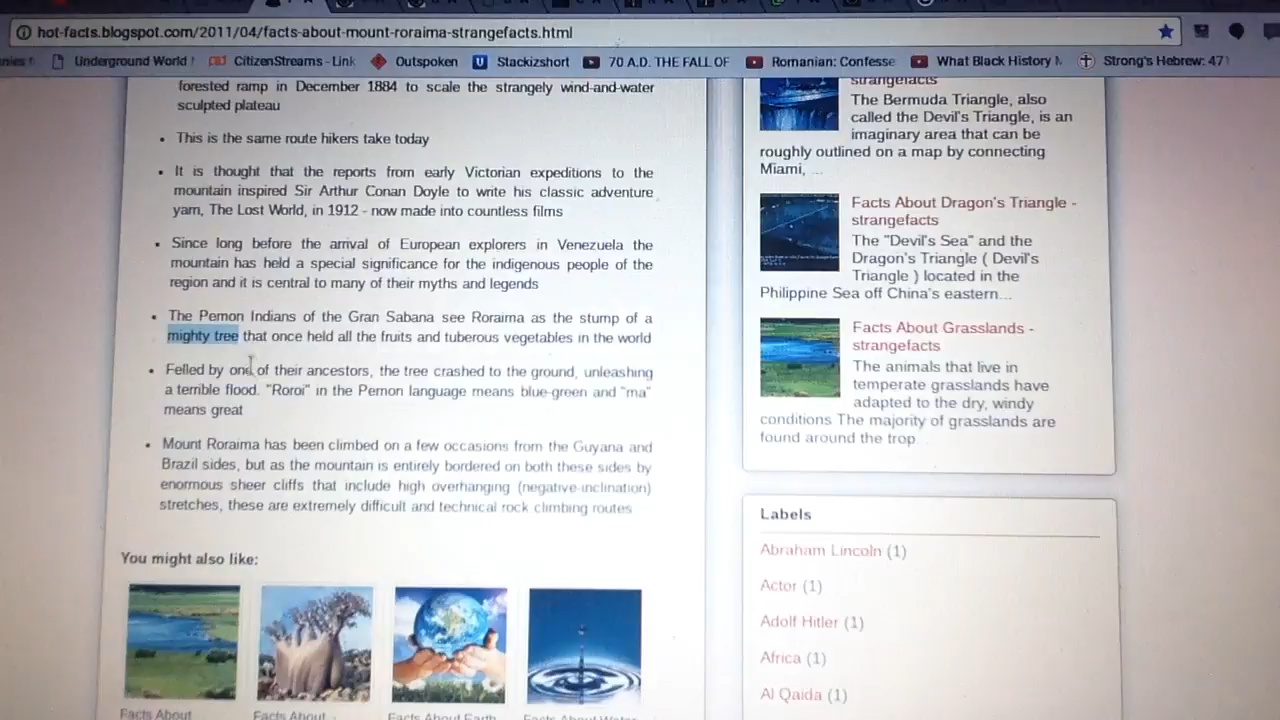 hot-facts.blogspot.com/2011/04/facts-about-mount-roraima-strangefacts.html
Underground World
CitizenStreams - Link
Outspoken
Stackizshort
70 A.D. THE FALL OF
Romanian: Confesse
What Black History
Strong's Hebrew: 47
forested ramp in December 1884 to scale the strangely wind-and-water
sculpted plateau
This is the same route hikers take today
It is thought that the reports from early Victorian expeditions to the
mountain inspired Sir Arthur Conan Doyle to write his classic adventure
yarn, The Lost World, in 1912 - now made into countless films
Since long before the arrival of European explorers in Venezuela the
mountain has held a special significance for the indigenous people of the
region and it is central to many of their myths and legends
The Pemon Indians of the Gran Sabana see Roraima as the stump of a
mighty tree that once held all the fruits and tuberous vegetables in the world
Felled by one of their ancestors, the tree crashed to the ground, unleashing
a terrible flood. "Roroi" in the Pemon language means blue-green and "ma"
means great
Mount Roraima has been climbed on a few occasions from the Guyana and
Brazil sides, but as the mountain is entirely bordered on both these sides by
enormous sheer cliffs that include high overhanging (negative-inclination)
stretches, these are extremely difficult and technical rock climbing routes
You might also like:
Facts About
Facts About
Facts About Earth
Facts About Water
strangefacts
The Bermuda Triangle, also
called the Devil's Triangle, is an
imaginary area that can be
roughly outlined on a map by connecting
Miami, ...
Facts About Dragon's Triangle -
strangefacts
The "Devil's Sea" and the
Dragon's Triangle ( Devil's
Triangle ) located in the
Philippine Sea off China's eastern...
Facts About Grasslands -
strangefacts
The animals that live in
temperate grasslands have
adapted to the dry, windy
conditions The majority of grasslands are
found around the trop...
Labels
Abraham Lincoln (1)
Actor (1)
Adolf Hitler (1)
Africa (1)
Al Qaida (1)